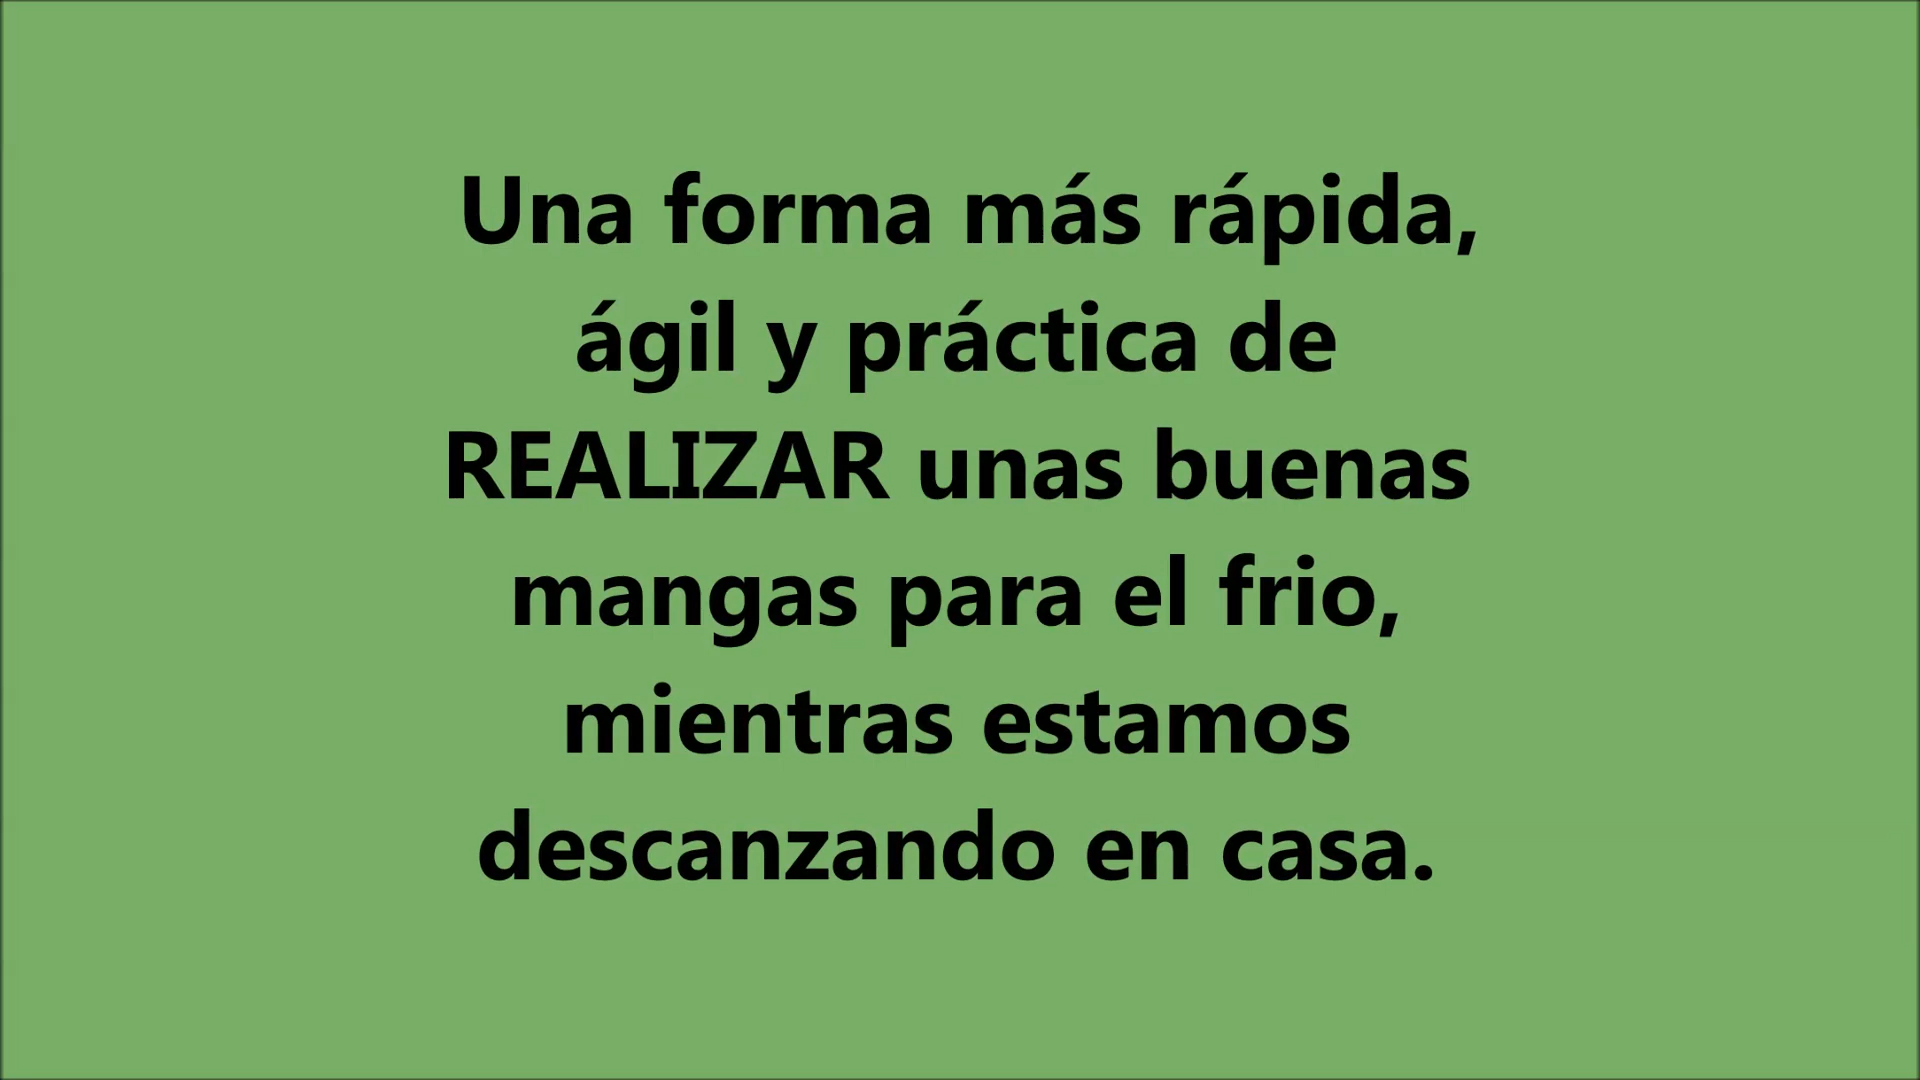 Una forma más rápida,
ágil y práctica de
REALIZAR unas buenas
mangas para el frio,
mientras estamos
descanzando en casa.